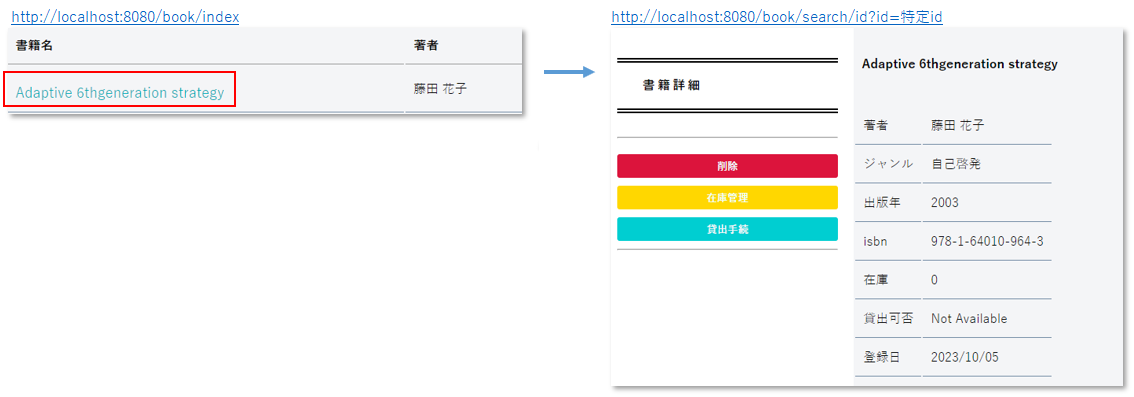 http://localhost:8080/book/index
書籍名 著者
Adaptive 6thgeneration strategy 藤田 花子
http://localhost:8080/book/search/id?id=特定id
書籍詳細
削除
在庫管理
貸出手続
Adaptive 6thgeneration strategy
著者 藤田 花子
ジャンル 自己啓発
出版年 2003
isbn 978-1-64010-964-3
在庫 0
貸出可否 Not Available
登録日 2023/10/05